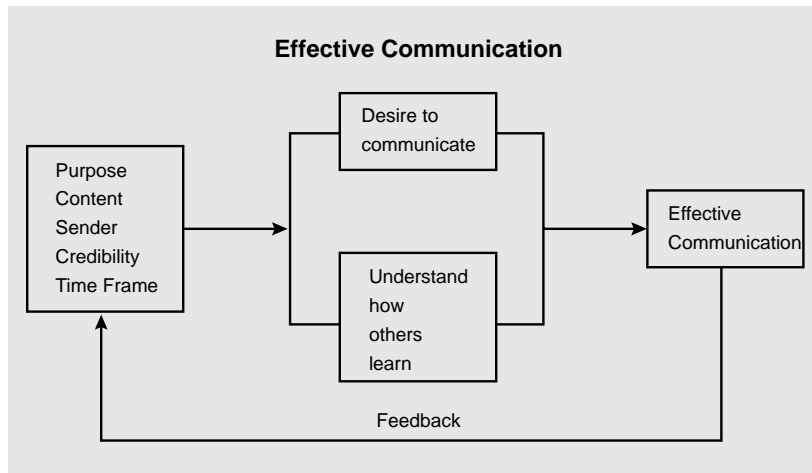 Effective Communication
Purpose
Content
Sender
Credibility
Time Frame
Desire to
communicate
Understand
how
others
learn
Effective
Communication
Feedback